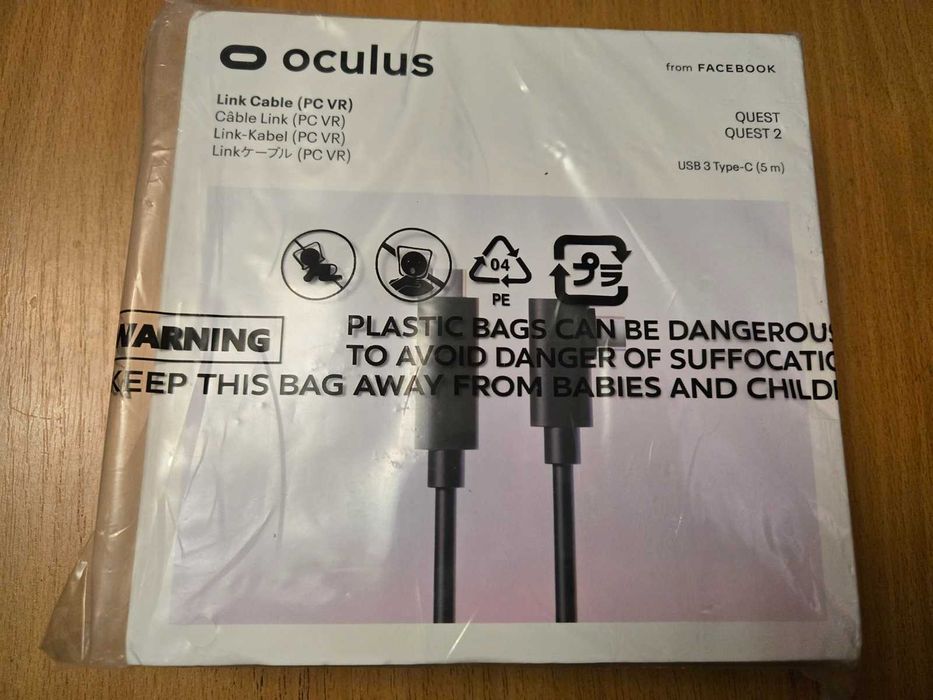 oculus
from FACEBOOK
Link Cable (PC VR)
Câble Link (PC VR)
Link-Kabel (PC VR)
Linkケーブル (PC VR)
QUEST
QUEST 2
USB 3 Type-C (5 m)
04
PE
プラ
WARNING
PLASTIC BAGS CAN BE DANGEROUS
TO AVOID DANGER OF SUFFOCATIO
KEEP THIS BAG AWAY FROM BABIES AND CHILD